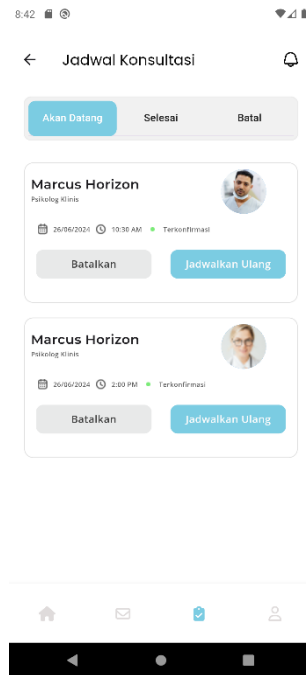 8:42
Jadwal Konsultasi
Akan Datang Selesai Batal
Marcus Horizon
Psikolog Klinis
26/06/2024 10:30 AM Terkonfirmasi
Batalkan Jadwalkan Ulang
Marcus Horizon
Psikolog Klinis
26/06/2024 2:00 PM Terkonfirmasi
Batalkan Jadwalkan Ulang